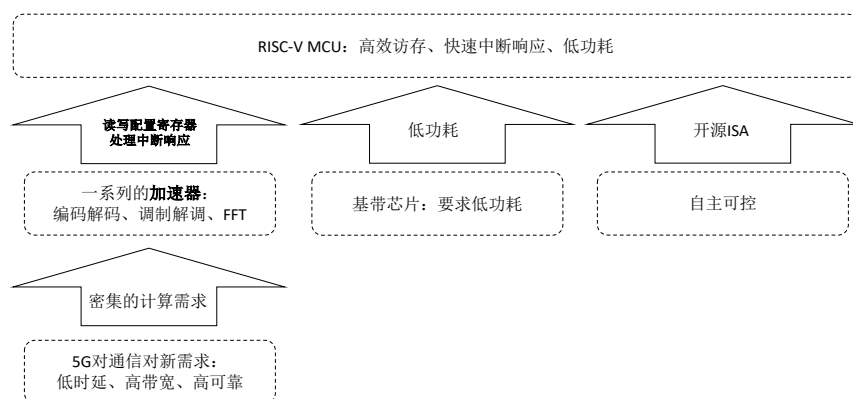 RISC-V MCU：高效访存、快速中断响应、低功耗
读写配置寄存器
处理中断响应
低功耗
开源ISA
一系列的加速器：
编码解码、调制解调、FFT
基带芯片：要求低功耗
自主可控
密集的计算需求
5G对通信对新需求：
低时延、高带宽、高可靠